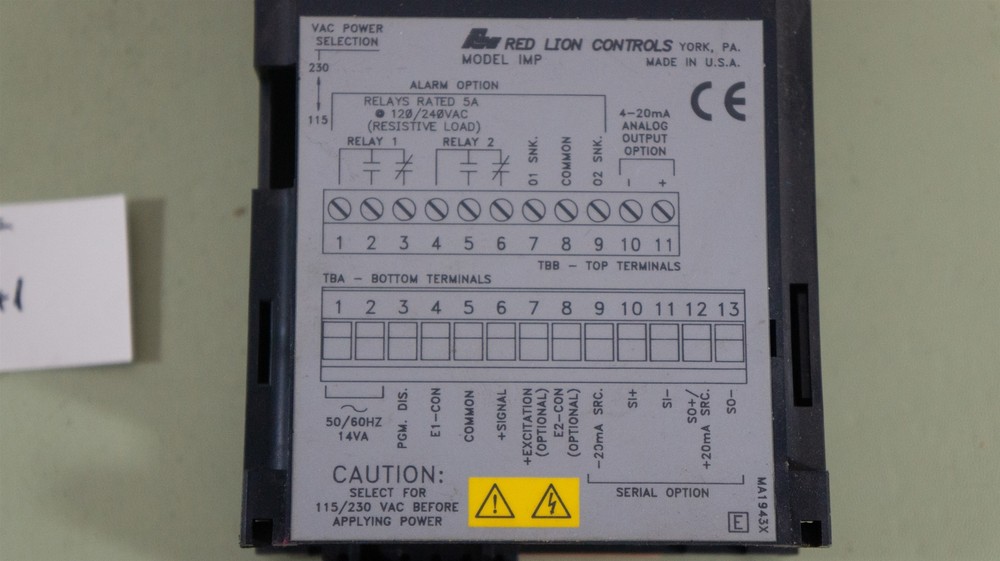 VAC POWER
SELECTION
230
115
RED LION CONTROLS YORK, PA.
MODEL IMP MADE IN U.S.A.
CE
ALARM OPTION
RELAYS RATED 5A
@ 120/240VAC
(RESISTIVE LOAD)
RELAY 1 RELAY 2
O1 SNK.
COMMON
O2 SNK.
4-20mA
ANALOG
OUTPUT
OPTION
- +
1 2 3 4 5 6 7 8 9 10 11
TBB - TOP TERMINALS
TBA - BOTTOM TERMINALS
1 2 3 4 5 6 7 8 9 10 11 12 13
50/60HZ
14VA
PGM. DIS.
E1-CON
COMMON
+SIGNAL
+EXCITATION
(OPTIONAL)
E2-CON
(OPTIONAL)
-20mA SRC.
SI+
SI-
SO+/
+20mA SRC.
SO-
SERIAL OPTION
CAUTION:
SELECT FOR
115/230 VAC BEFORE
APPLYING POWER
E
MA1943X